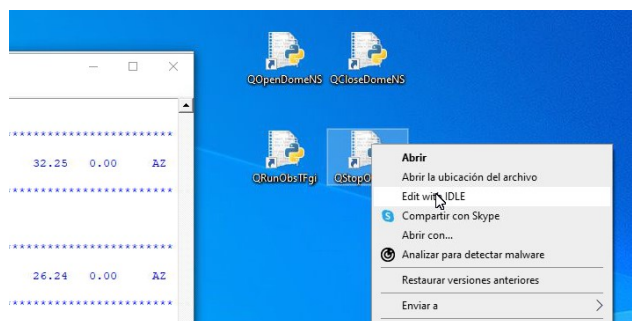 QOpenDomeNS QCloseDomeNS
***************************
32.25 0.00 AZ
***************************
***************************
26.24 0.00 AZ
***************************
QRunObsTFgi
Abrir
Abrir la ubicación del archivo
Edit with IDLE
Compartir con Skype
Abrir con...
Analizar para detectar malware
Restaurar versiones anteriores
Enviar a